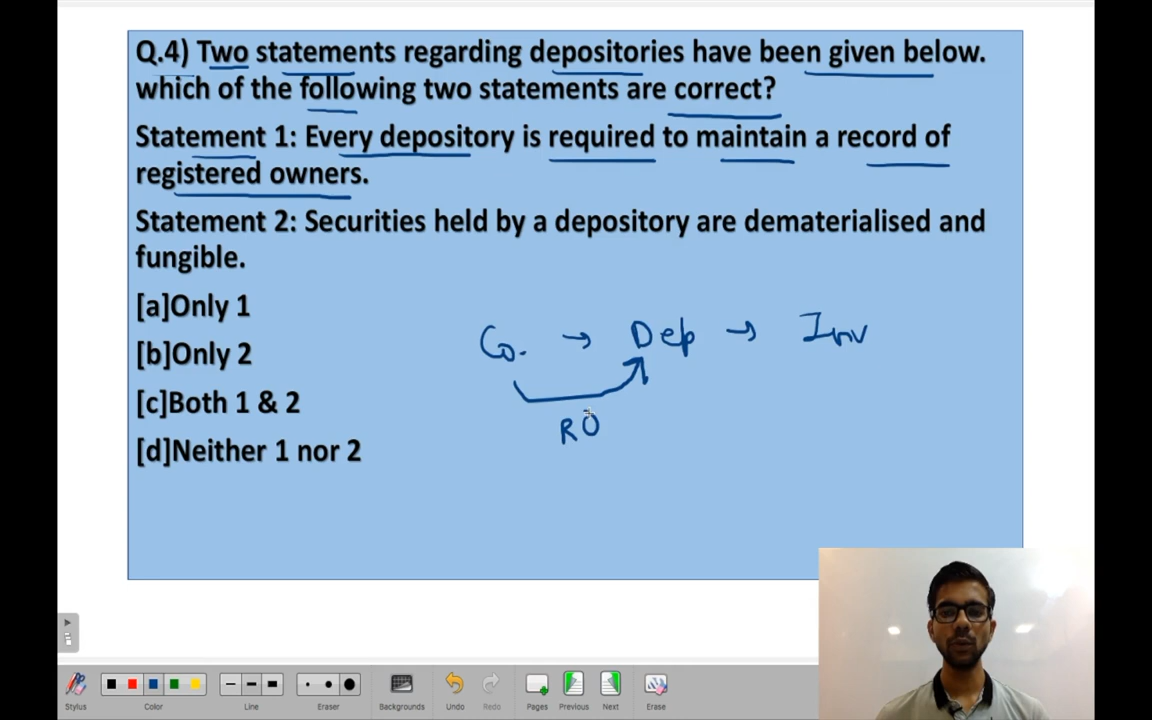 Q.4) Two statements regarding depositories have been given below.
which of the following two statements are correct?
Statement 1: Every depository is required to maintain a record of
registered owners.
Statement 2: Securities held by a depository are dematerialised and
fungible.
[a]Only 1
[b]Only 2
[c]Both 1 & 2
[d]Neither 1 nor 2
Co. → Dep → Inv
RO
Stylus Color Line Eraser Backgrounds Undo Redo Pages Previous Next Erase